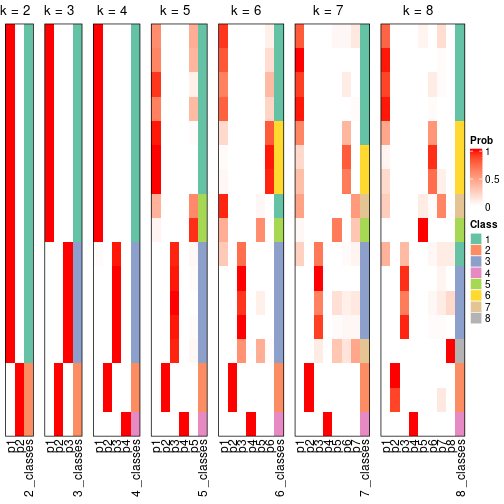 k = 2 k = 3 k = 4 k = 5 k = 6 k = 7 k = 8
Prob
1
0.5
0
Class
1
2
3
4
5
6
7
8
p1 p2 2_classes p1 p2 p3 3_classes p1 p2 p3 p4 4_classes p1 p2 p3 p4 p5 5_classes p1 p2 p3 p4 p5 p6 6_classes p1 p2 p3 p4 p5 p6 p7 7_classes p1 p2 p3 p4 p5 p6 p7 p8 8_classes